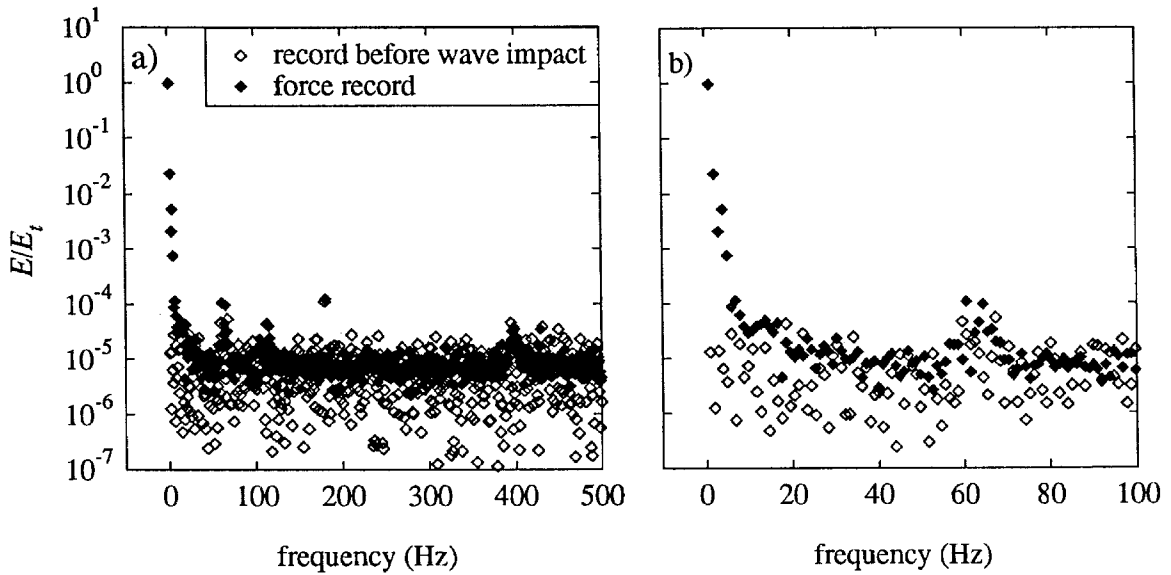 a)
◇ record before wave impact
◆ force record
b)
E/E_t
10^1
10^0
10^-1
10^-2
10^-3
10^-4
10^-5
10^-6
10^-7
0 100 200 300 400 500
0 20 40 60 80 100
frequency (Hz)
frequency (Hz)